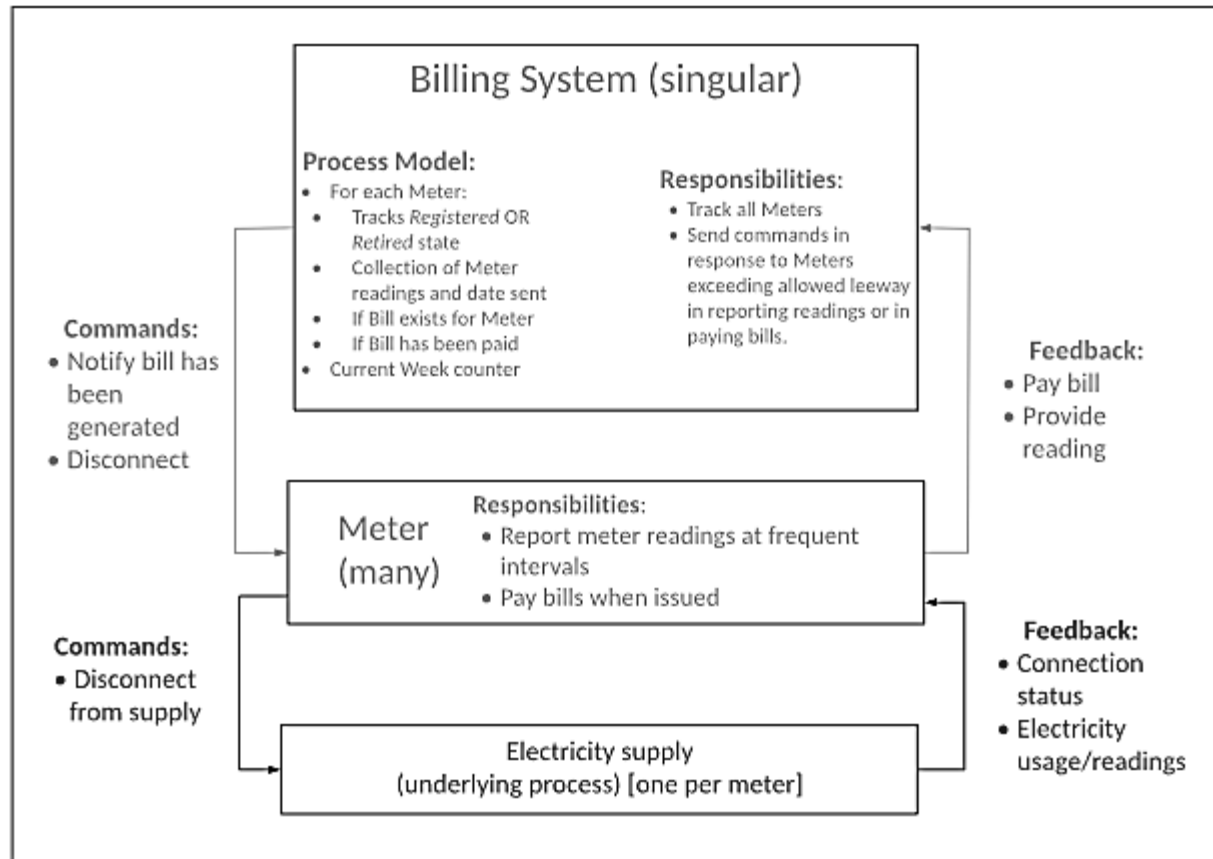 Billing System (singular)
Process Model:
• For each Meter:
• Tracks Registered OR
Retired state
• Collection of Meter
readings and date sent
• If Bill exists for Meter
• If Bill has been paid
• Current Week counter
Responsibilities:
• Track all Meters
• Send commands in
response to Meters
exceeding allowed leeway
in reporting readings or in
paying bills.
Commands:
• Notify bill has
been
generated
• Disconnect
Feedback:
• Pay bill
• Provide
reading
Meter
(many)
Responsibilities:
• Report meter readings at frequent
intervals
• Pay bills when issued
Commands:
• Disconnect
from supply
Feedback:
• Connection
status
• Electricity
usage/readings
Electricity supply
(underlying process) [one per meter]